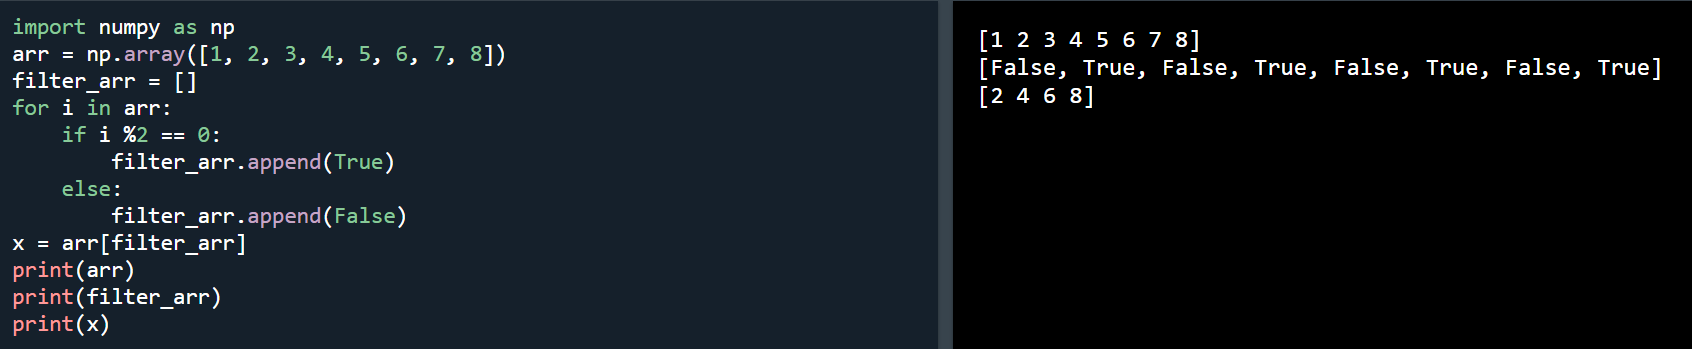 import numpy as np
arr = np.array([1, 2, 3, 4, 5, 6, 7, 8])
filter_arr = []
for i in arr:
    if i %2 == 0:
        filter_arr.append(True)
    else:
        filter_arr.append(False)
x = arr[filter_arr]
print(arr)
print(filter_arr)
print(x)
[1 2 3 4 5 6 7 8]
[False, True, False, True, False, True, False, True]
[2 4 6 8]